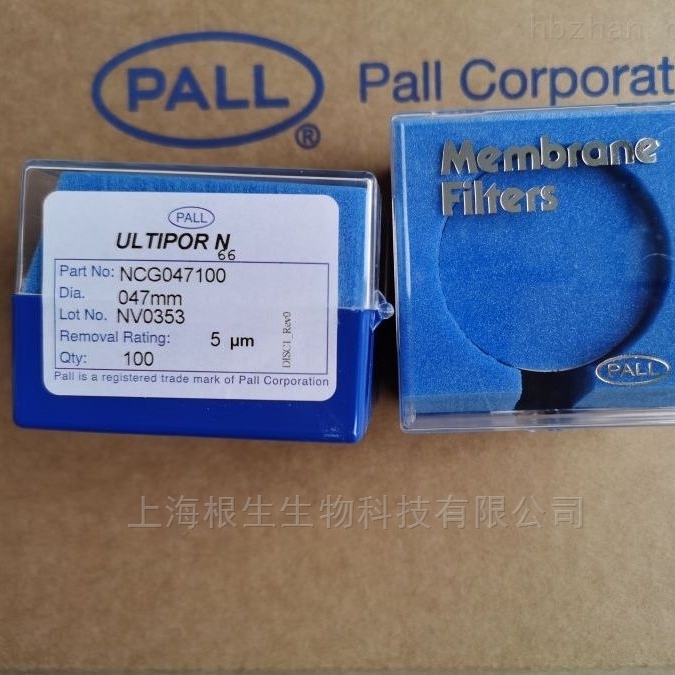 hbzhan.com
PALL
®
Pall Corporat
Membrane
Filters
PALL
ULTIPOR N
66
Part No: NCG047100
Dia. 047mm
Lot No. NV0353
Removal Rating: 5 µm
Qty: 100
DISC1_Rev0
Pall is a registered trade mark of Pall Corporation
PALL
上海根生生物科技有限公司